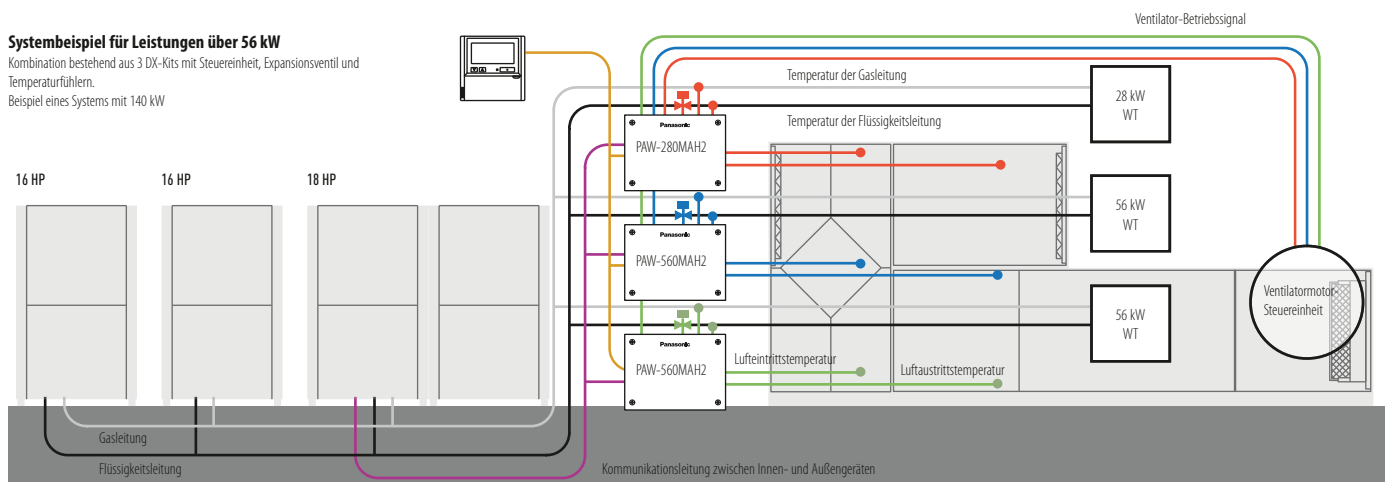 Systembeispiel für Leistungen über 56 kW
Kombination bestehend aus 3 DX-Kits mit Steuereinheit, Expansionsventil und
Temperaturfühlern.
Beispiel eines Systems mit 140 kW
Ventilator-Betriebssignal
Temperatur der Gasleitung
28 kW
WT
Temperatur der Flüssigkeitsleitung
Panasonic
PAW-280MAH2
16 HP
16 HP
18 HP
56 kW
WT
Panasonic
PAW-560MAH2
Ventilatormotor-
Steuereinheit
56 kW
WT
Panasonic
PAW-560MAH2
Lufteintrittstemperatur
Luftaustrittstemperatur
Gasleitung
Flüssigkeitsleitung
Kommunikationsleitung zwischen Innen- und Außengeräten